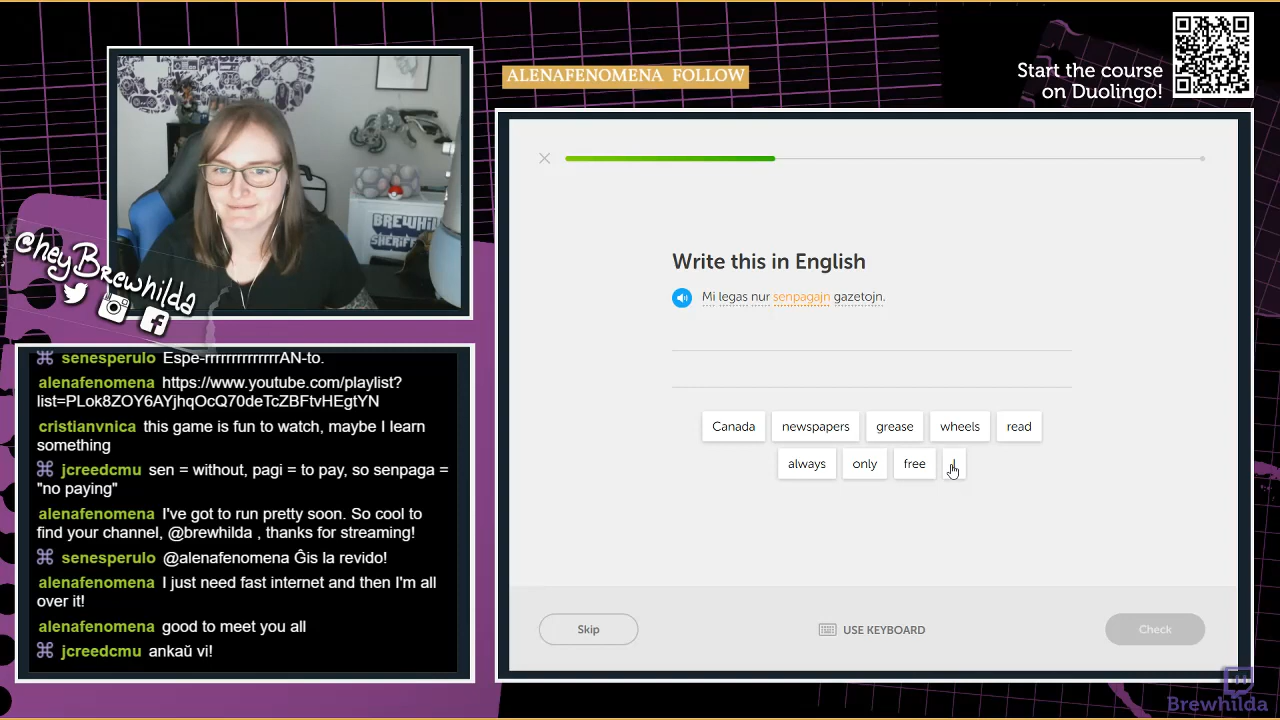 ALENAFENOMENA FOLLOW
Start the course
on Duolingo!
@heyBrewhilda
BREWHIL
SHERIFF
senesperulo Espe-rrrrrrrrrrrrrrAN-to.
alenafenomena https://www.youtube.com/playlist?
list=PLok8ZOY6AYjhqOcQ70deTcZBFtvHEgtYN
cristianvnica this game is fun to watch, maybe I learn
something
jcreedcmu sen = without, pagi = to pay, so senpaga =
"no paying"
alenafenomena I've got to run pretty soon. So cool to
find your channel, @brewhilda , thanks for streaming!
senesperulo @alenafenomena Ĝis la revido!
alenafenomena I just need fast internet and then I'm all
over it!
alenafenomena good to meet you all
jcreedcmu ankaŭ vi!
Write this in English
Mi legas nur senpagajn gazetojn.
Canada newspapers grease wheels read
always only free
Skip
USE KEYBOARD
Check
Brewhilda